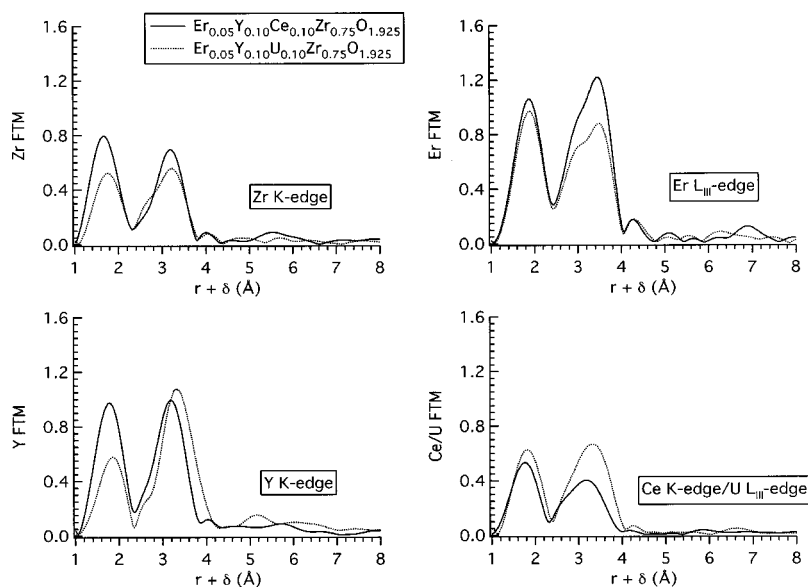 Er0.05Y0.10Ce0.10Zr0.75O1.925
Er0.05Y0.10U0.10Zr0.75O1.925
Zr FTM
1.6
1.2
0.8
0.4
0.0
Zr K-edge
1 2 3 4 5 6 7 8
r + δ (Å)
Er FTM
1.6
1.2
0.8
0.4
0.0
Er LIII-edge
1 2 3 4 5 6 7 8
r + δ (Å)
Y FTM
1.6
1.2
0.8
0.4
0.0
Y K-edge
1 2 3 4 5 6 7 8
r + δ (Å)
Ce/U FTM
1.6
1.2
0.8
0.4
0.0
Ce K-edge/U LIII-edge
1 2 3 4 5 6 7 8
r + δ (Å)